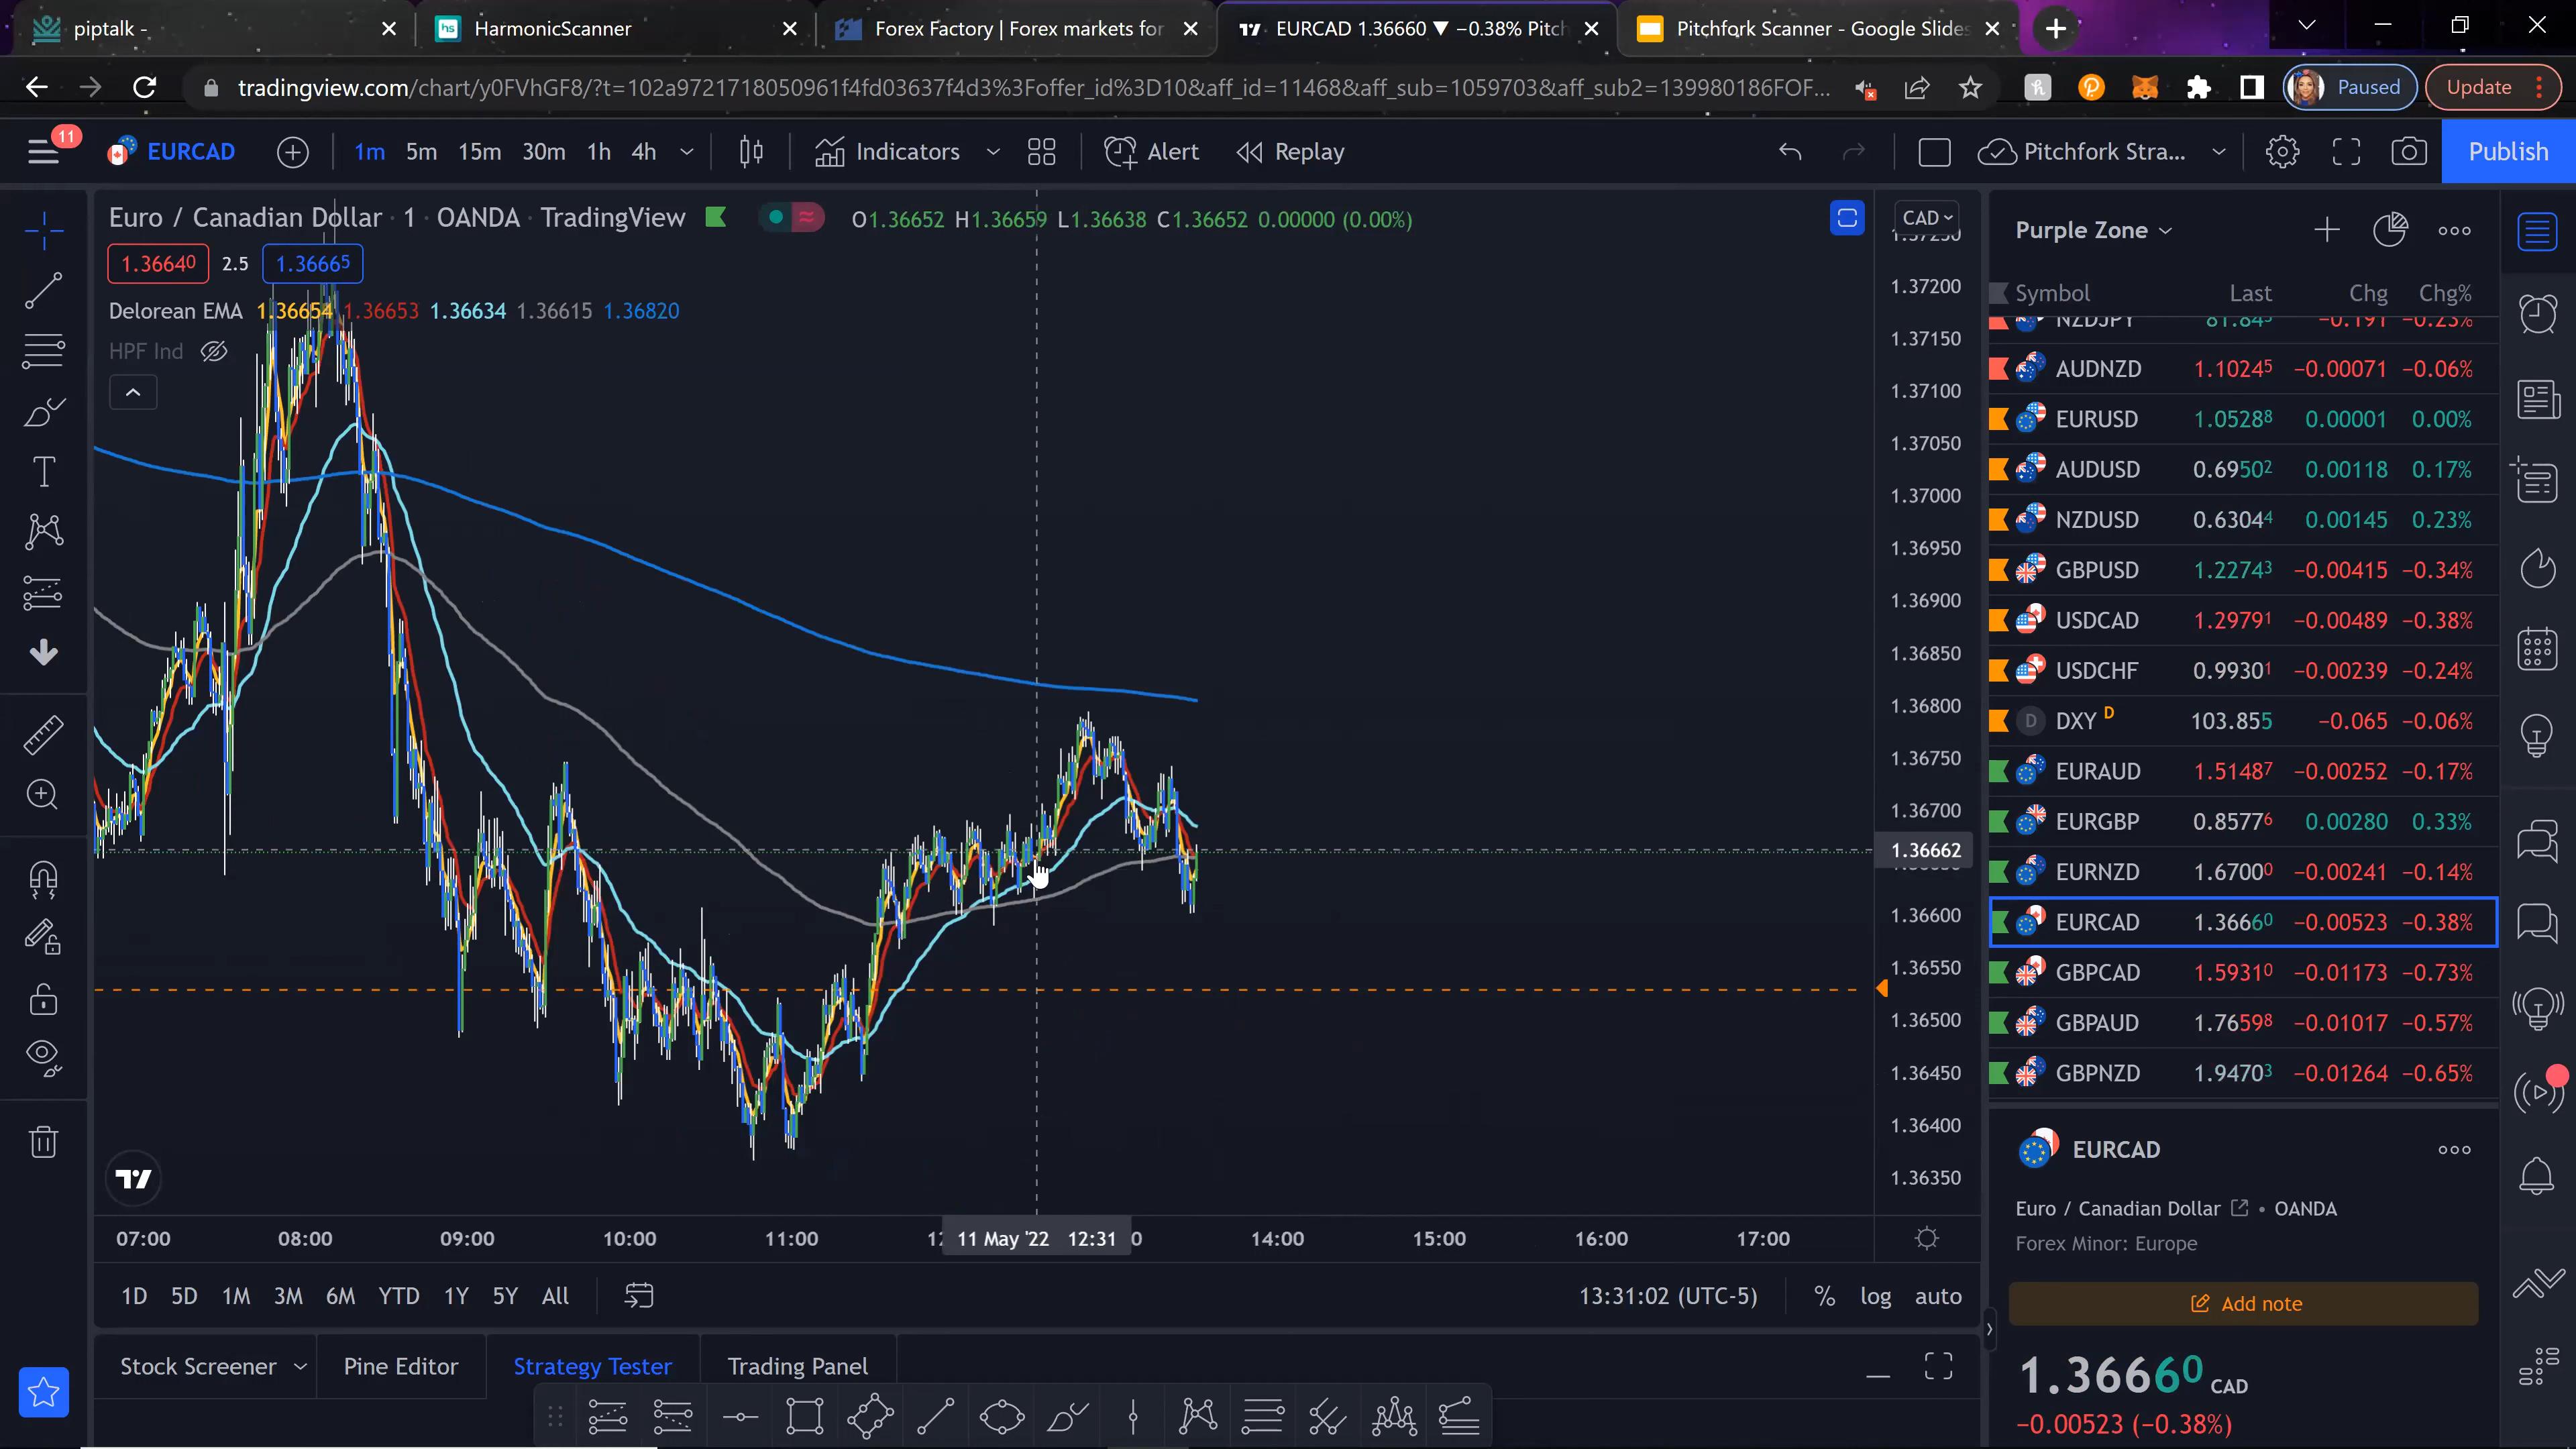 piptalk -
HarmonicScanner
Forex Factory | Forex markets for
EURCAD 1.36660 ▼ −0.38% Pitch
Pitchfork Scanner - Google Slides
tradingview.com/chart/y0FVhGF8/?t=102a9721718050961f4fd03637f4d3%3Foffer_id%3D10&aff_id=11468&aff_sub=1059703&aff_sub2=139980186FOF...
Paused
Update
11
EURCAD
1m 5m 15m 30m 1h 4h
Indicators
Alert
Replay
Pitchfork Stra...
Publish
Euro / Canadian Dollar · 1 · OANDA · TradingView
O1.36652 H1.36659 L1.36638 C1.36652 0.00000 (0.00%)
1.36640 2.5 1.36665
Delorean EMA 1.36654 1.36653 1.36634 1.36615 1.36820
HPF Ind
CAD
1.37250
1.37200
1.37150
1.37100
1.37050
1.37000
1.36950
1.36900
1.36850
1.36800
1.36750
1.36700
1.36662
1.36600
1.36550
1.36500
1.36450
1.36400
1.36350
07:00 08:00 09:00 10:00 11:00 11 May '22 12:31 14:00 15:00 16:00 17:00
1D 5D 1M 3M 6M YTD 1Y 5Y All
13:31:02 (UTC-5)
% log auto
Stock Screener
Pine Editor
Strategy Tester
Trading Panel
Purple Zone
Symbol Last Chg Chg%
NZDJPY 81.843 −0.191 −0.23%
AUDNZD 1.10245 −0.00071 −0.06%
EURUSD 1.05288 0.00001 0.00%
AUDUSD 0.69502 0.00118 0.17%
NZDUSD 0.63044 0.00145 0.23%
GBPUSD 1.22743 −0.00415 −0.34%
USDCAD 1.29791 −0.00489 −0.38%
USDCHF 0.99301 −0.00239 −0.24%
D DXY D 103.855 −0.065 −0.06%
EURAUD 1.51487 −0.00252 −0.17%
EURGBP 0.85776 0.00280 0.33%
EURNZD 1.67000 −0.00241 −0.14%
EURCAD 1.36660 −0.00523 −0.38%
GBPCAD 1.59310 −0.01173 −0.73%
GBPAUD 1.76598 −0.01017 −0.57%
GBPNZD 1.94703 −0.01264 −0.65%
EURCAD
Euro / Canadian Dollar • OANDA
Forex Minor: Europe
Add note
1.36660 CAD
−0.00523 (−0.38%)